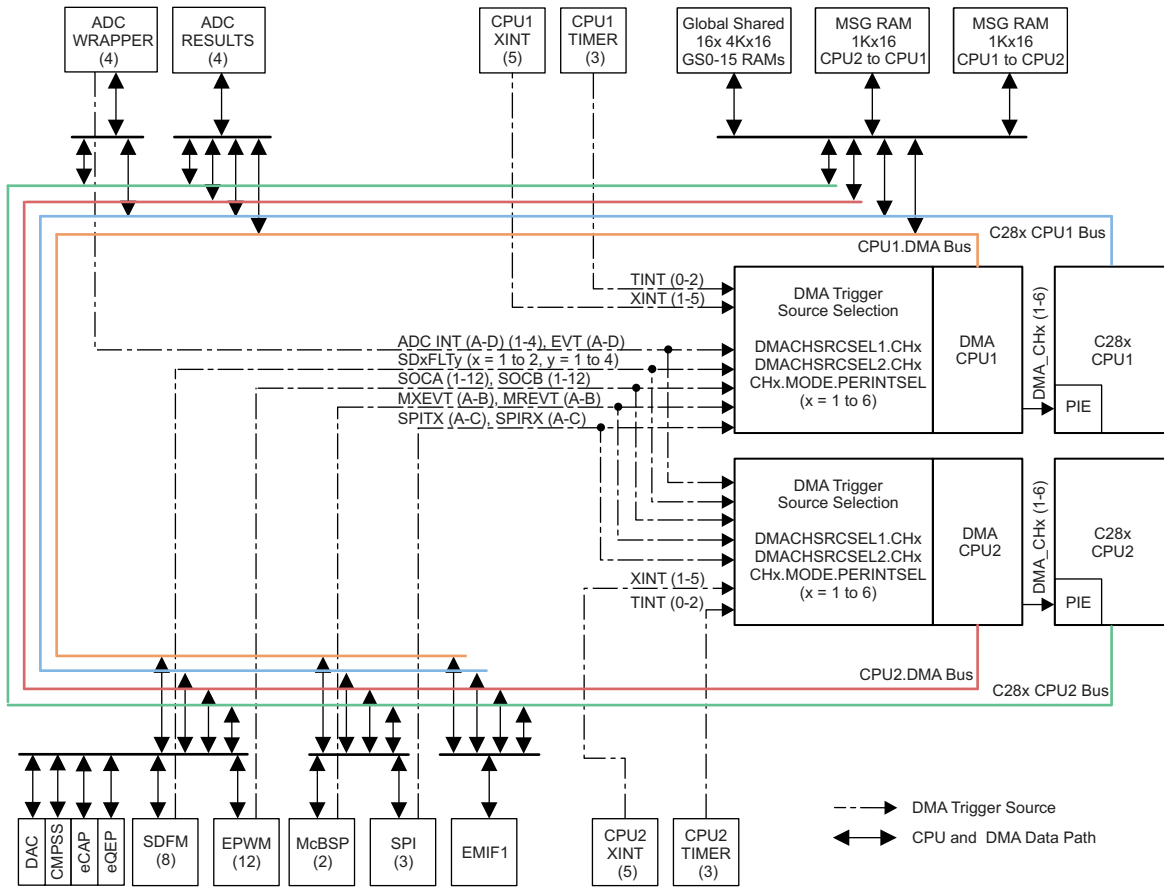 ADC
WRAPPER
(4)
ADC
RESULTS
(4)
CPU1
XINT
(5)
CPU1
TIMER
(3)
Global Shared
16x 4Kx16
GS0-15 RAMs
MSG RAM
1Kx16
CPU2 to CPU1
MSG RAM
1Kx16
CPU1 to CPU2
C28x CPU1 Bus
CPU1.DMA Bus
TINT (0-2)
XINT (1-5)
ADC INT (A-D) (1-4), EVT (A-D)
SDxFLTy (x = 1 to 2, y = 1 to 4)
SOCA (1-12), SOCB (1-12)
MXEVT (A-B), MREVT (A-B)
SPITX (A-C), SPIRX (A-C)
DMA Trigger
Source Selection
DMACHSRCSEL1.CHx
DMACHSRCSEL2.CHx
CHx.MODE.PERINTSEL
(x = 1 to 6)
DMA
CPU1
DMA_CHx (1-6)
C28x
CPU1
PIE
DMA Trigger
Source Selection
DMACHSRCSEL1.CHx
DMACHSRCSEL2.CHx
CHx.MODE.PERINTSEL
(x = 1 to 6)
DMA
CPU2
DMA_CHx (1-6)
C28x
CPU2
PIE
XINT (1-5)
TINT (0-2)
CPU2.DMA Bus
C28x CPU2 Bus
DAC
CMPSS
eCAP
eQEP
SDFM
(8)
EPWM
(12)
McBSP
(2)
SPI
(3)
EMIF1
CPU2
XINT
(5)
CPU2
TIMER
(3)
DMA Trigger Source
CPU and DMA Data Path